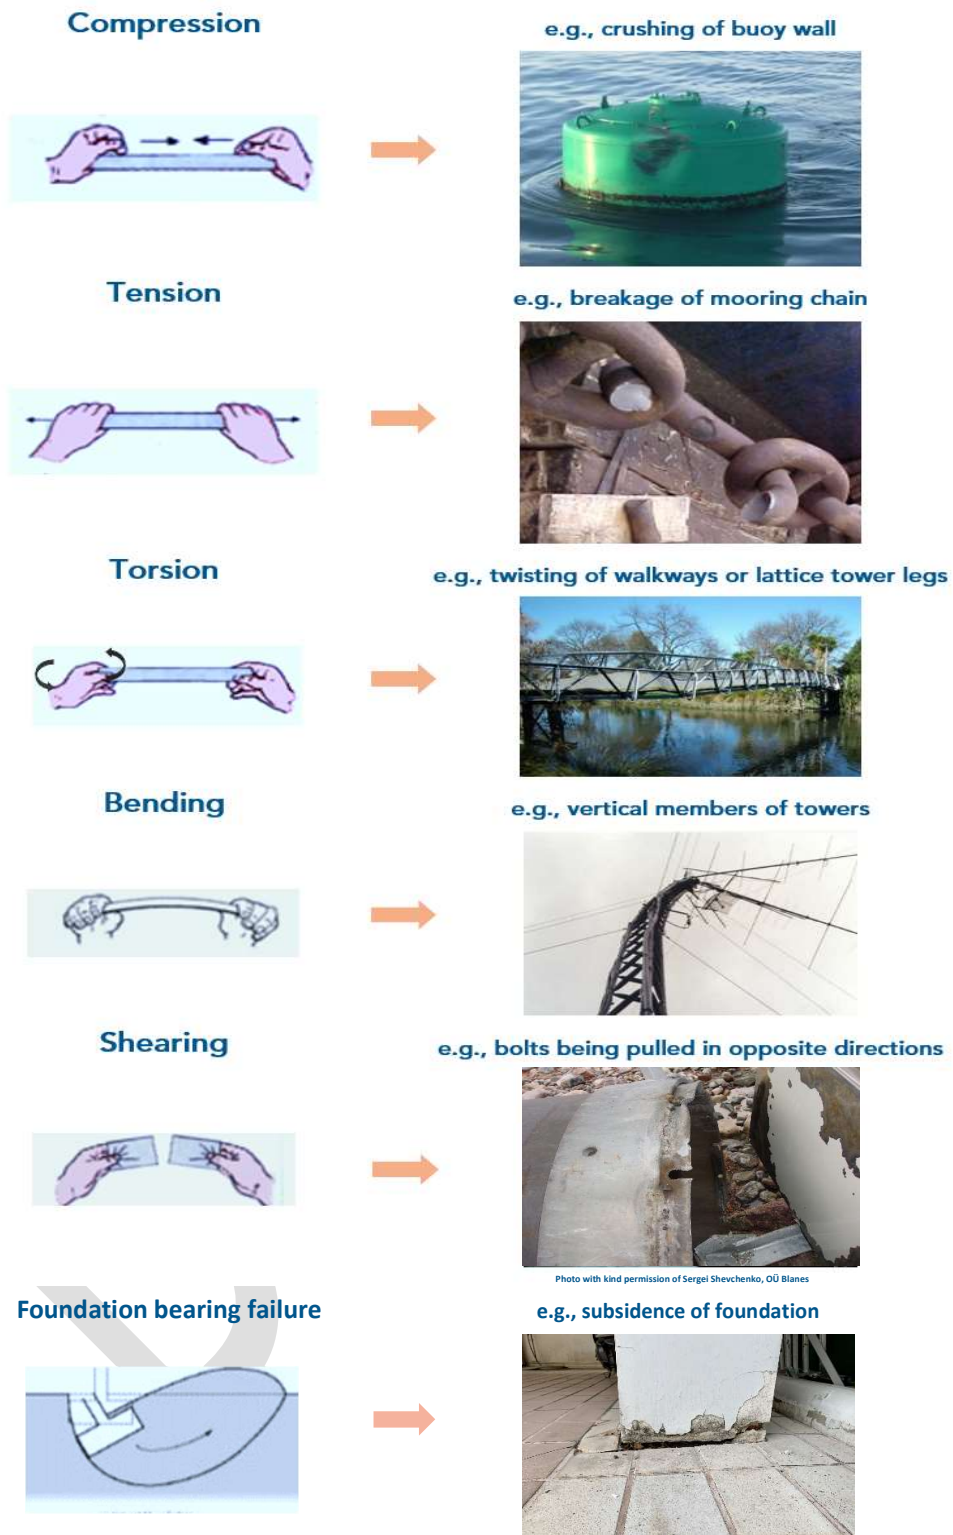 Compression
e.g., crushing of buoy wall
Tension
e.g., breakage of mooring chain
Torsion
e.g., twisting of walkways or lattice tower legs
Bending
e.g., vertical members of towers
Shearing
e.g., bolts being pulled in opposite directions
Photo with kind permission of Sergei Shevchenko, OÜ Blanes
Foundation bearing failure
e.g., subsidence of foundation